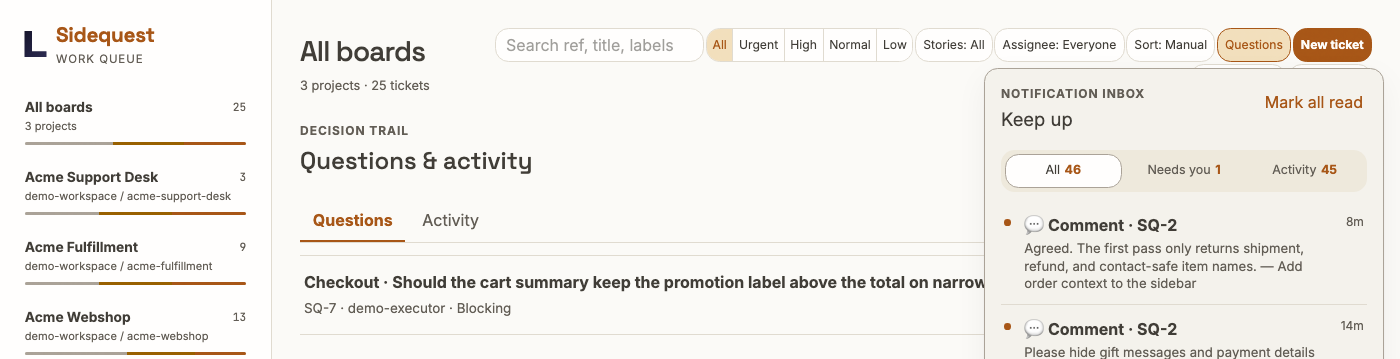 Sidequest
WORK QUEUE
All boards 25
3 projects
Acme Support Desk 3
demo-workspace / acme-support-desk
Acme Fulfillment 9
demo-workspace / acme-fulfillment
Acme Webshop 13
demo-workspace / acme-webshop
All boards
3 projects · 25 tickets
Search ref, title, labels
All Urgent High Normal Low
Stories: All
Assignee: Everyone
Sort: Manual
Questions
New ticket
DECISION TRAIL
Questions & activity
Questions Activity
Checkout · Should the cart summary keep the promotion label above the total on narrow
SQ-7 · demo-executor · Blocking
NOTIFICATION INBOX
Keep up
Mark all read
All 46 Needs you 1 Activity 45
Comment · SQ-2 8m
Agreed. The first pass only returns shipment,
refund, and contact-safe item names. — Add
order context to the sidebar
Comment · SQ-2 14m
Please hide gift messages and payment details